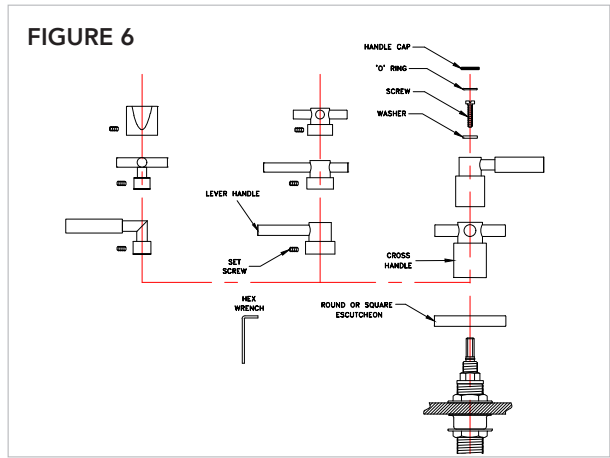 FIGURE 6
HANDLE CAP
'O' RING
SCREW
WASHER
LEVER HANDLE
SET
SCREW
CROSS
HANDLE
HEX
WRENCH
ROUND OR SQUARE
ESCUTCHEON